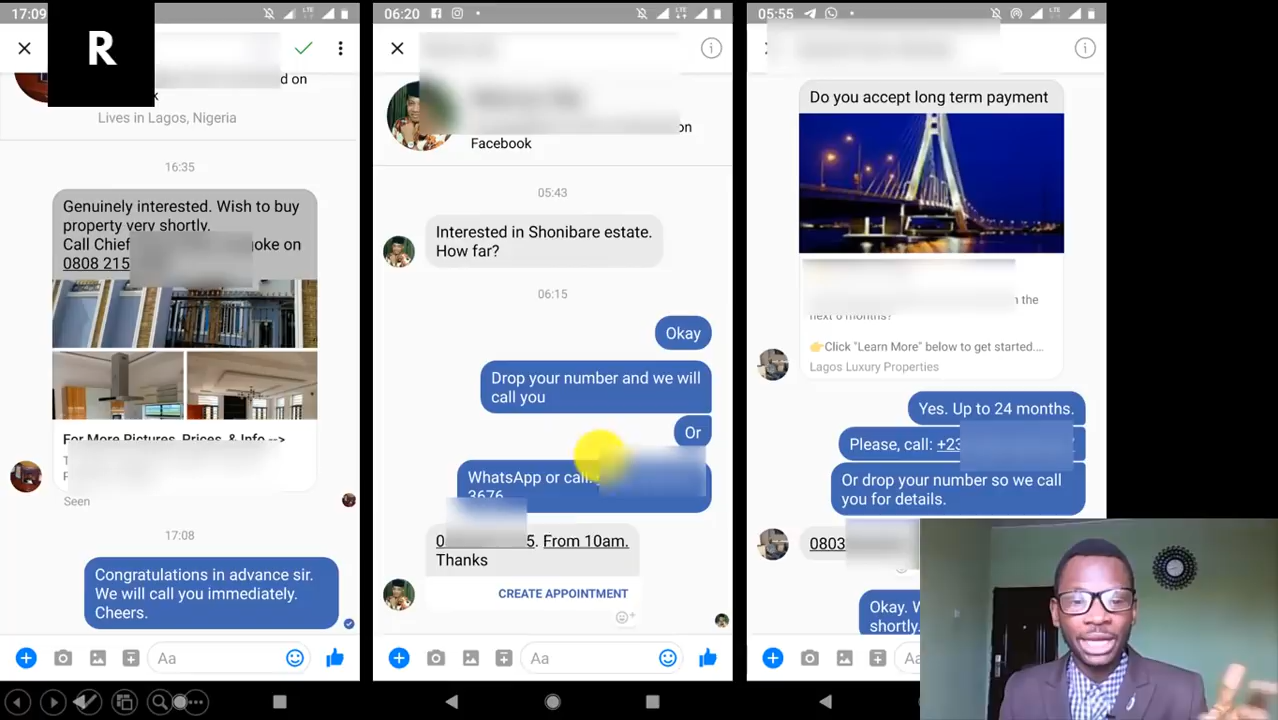 17:09
R
d on
k
Lives in Lagos, Nigeria
16:35
Genuinely interested. Wish to buy
property very shortly.
Call Chief oke on
0808 215
For More Pictures, Prices, & Info -->
Seen
17:08
Congratulations in advance sir.
We will call you immediately.
Cheers.
Aa
06:20
on
Facebook
05:43
Interested in Shonibare estate.
How far?
06:15
Okay
Drop your number and we will
call you
Or
WhatsApp or call:
3676
0 5. From 10am.
Thanks
CREATE APPOINTMENT
Aa
05:55
Do you accept long term payment
n the
next 6 months?
👉Click "Learn More" below to get started....
Lagos Luxury Properties
Yes. Up to 24 months.
Please, call: +23
Or drop your number so we call
you for details.
0803
Okay. W
shortly.
Aa